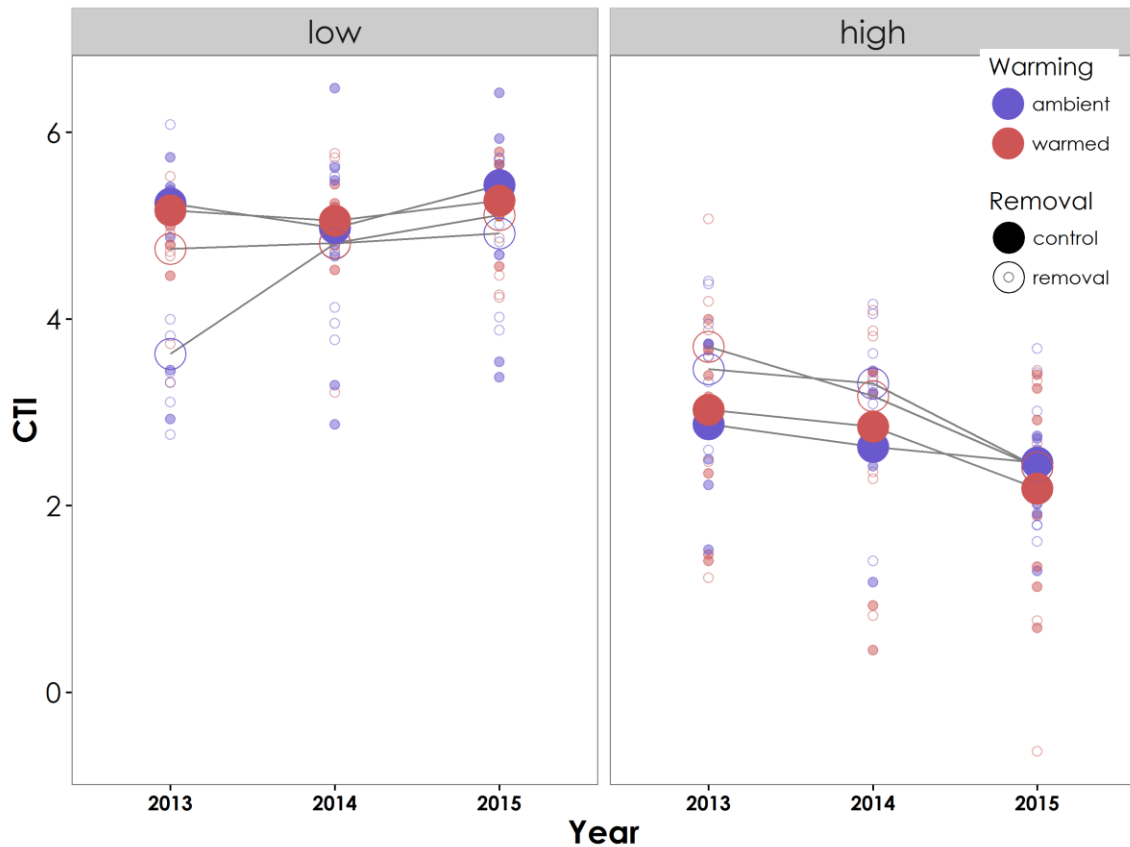 low
high
Warming
ambient
warmed
Removal
control
removal
CTI
6
4
2
0
2013
2014
2015
2013
2014
2015
Year